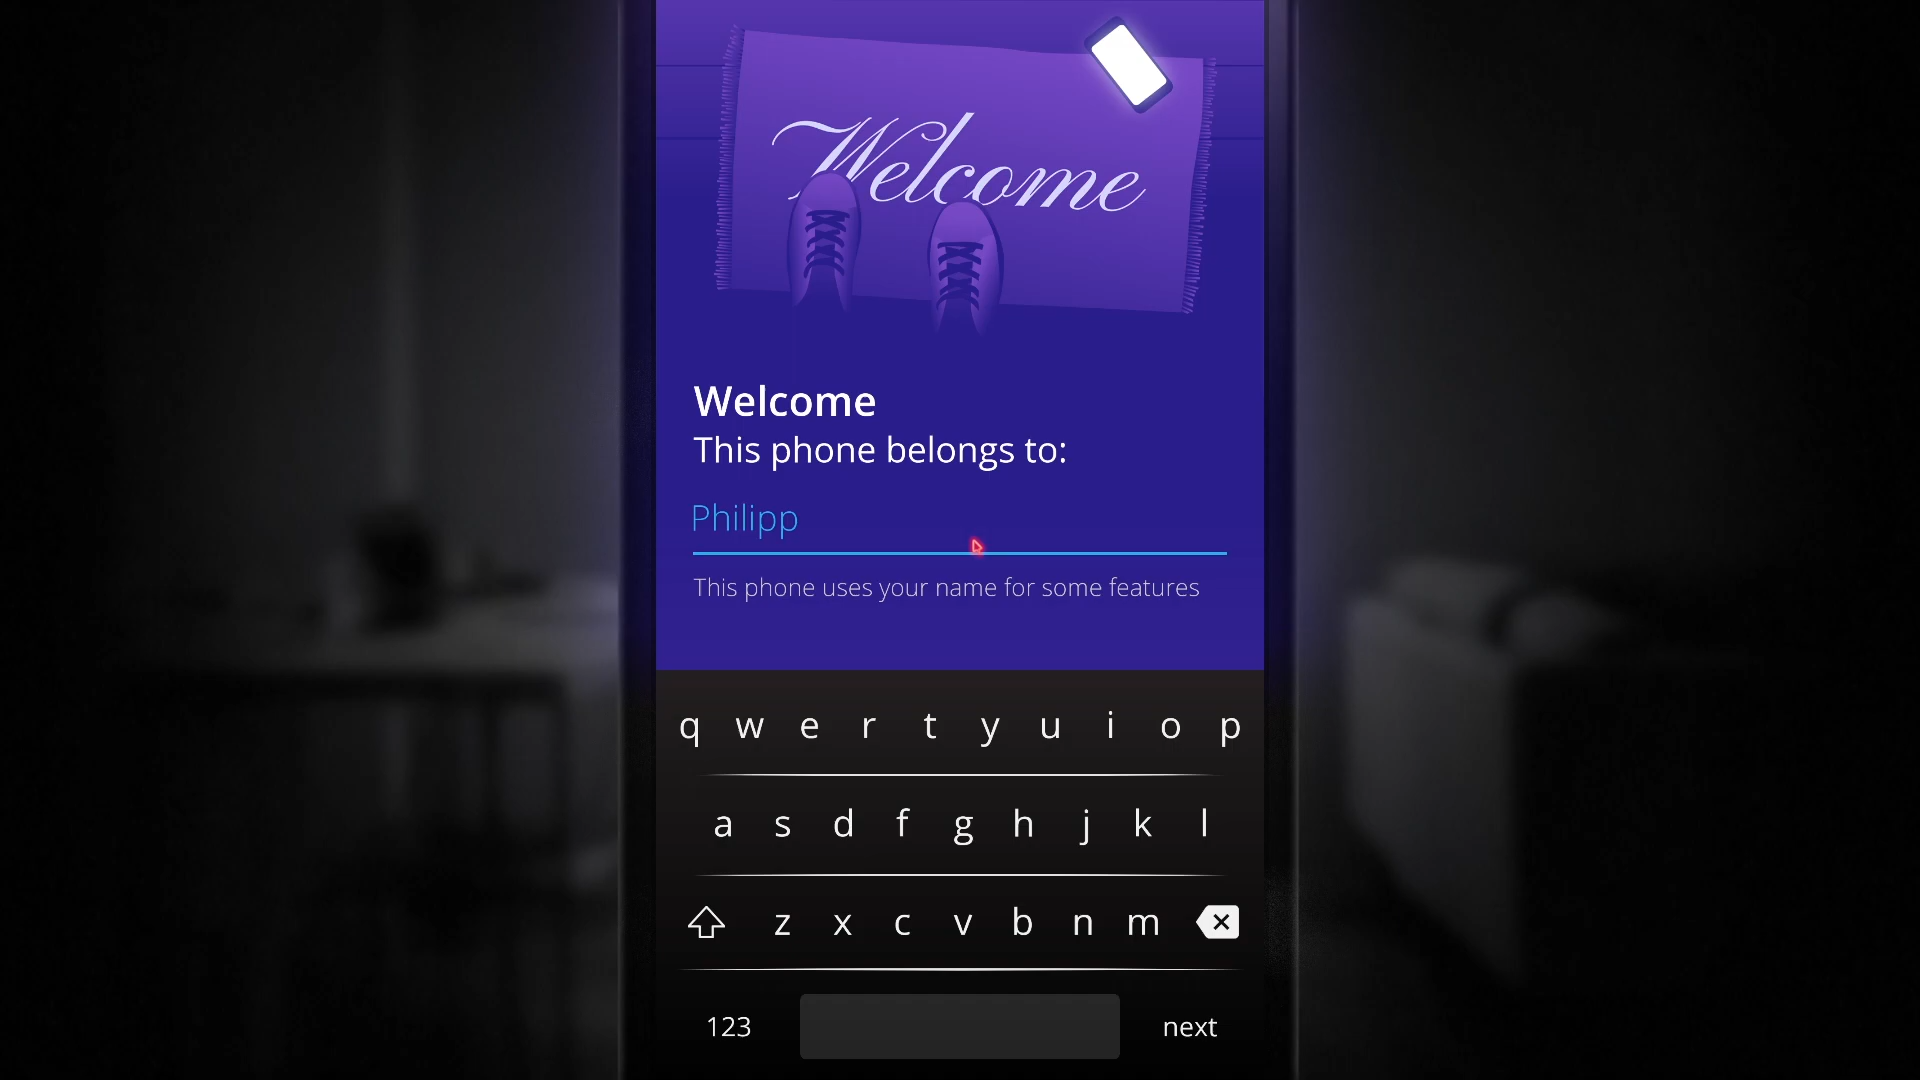 Welcome
Welcome
This phone belongs to:
Philipp
This phone uses your name for some features
q w e r t y u i o p
a s d f g h j k l
z x c v b n m
123 next